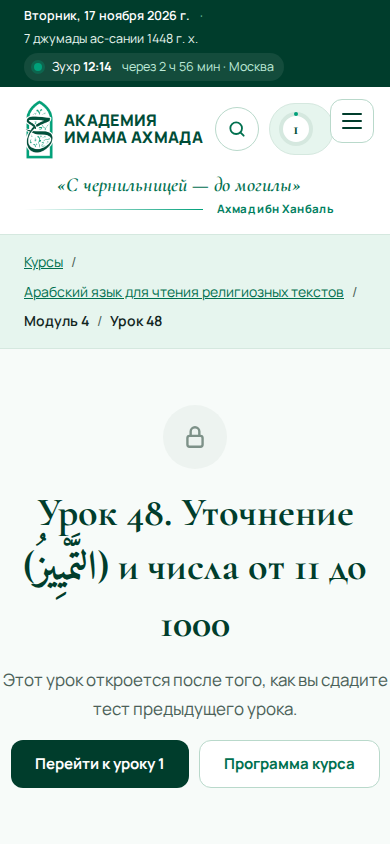 Вторник, 17 ноября 2026 г. ·
7 джумады ас-сании 1448 г. х.
Зухр 12:14 через 2 ч 56 мин · Москва
АКАДЕМИЯ
ИМАМА АХМАДА
1
«С чернильницей — до могилы»
Ахмад ибн Ханбаль
Курсы /
Арабский язык для чтения религиозных текстов /
Модуль 4 / Урок 48
Урок 48. Уточнение
(التَّمْيِيزُ) и числа от 11 до
1000
Этот урок откроется после того, как вы сдадите
тест предыдущего урока.
Перейти к уроку 1
Программа курса